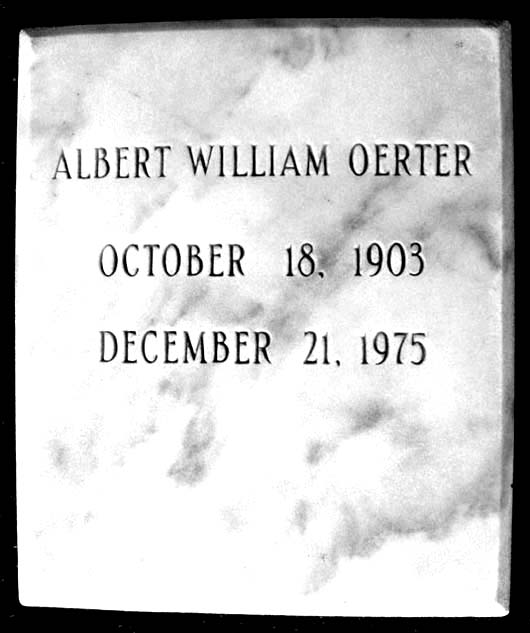 ALBERT WILLIAM OERTER
OCTOBER 18, 1903
DECEMBER 21, 1975